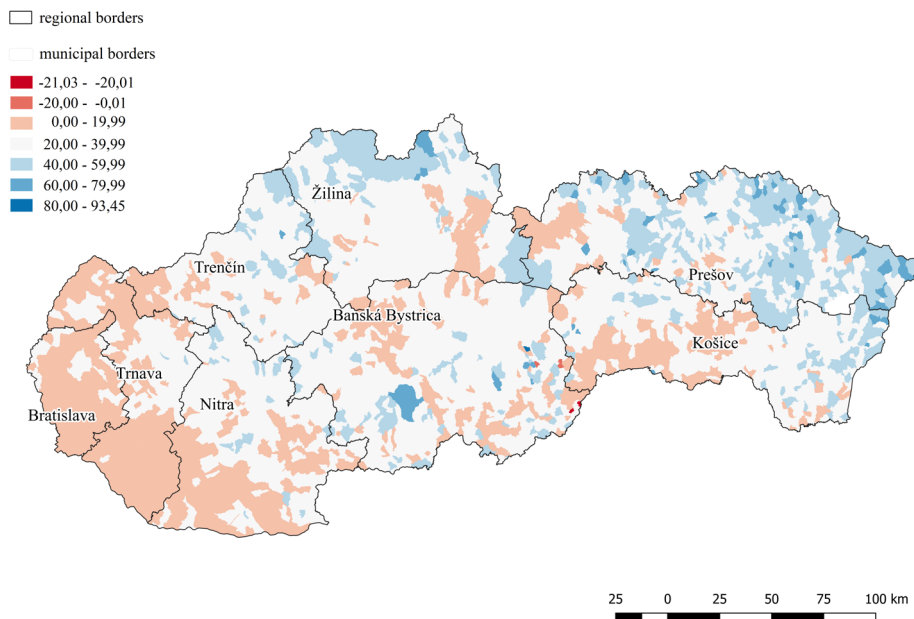 regional borders
municipal borders
-21,03 - -20,01
-20,00 - -0,01
0,00 - 19,99
20,00 - 39,99
40,00 - 59,99
60,00 - 79,99
80,00 - 93,45
Žilina
Trenčín
Prešov
Banská Bystrica
Košice
Trnava
Nitra
Bratislava
25 0 25 50 75 100 km